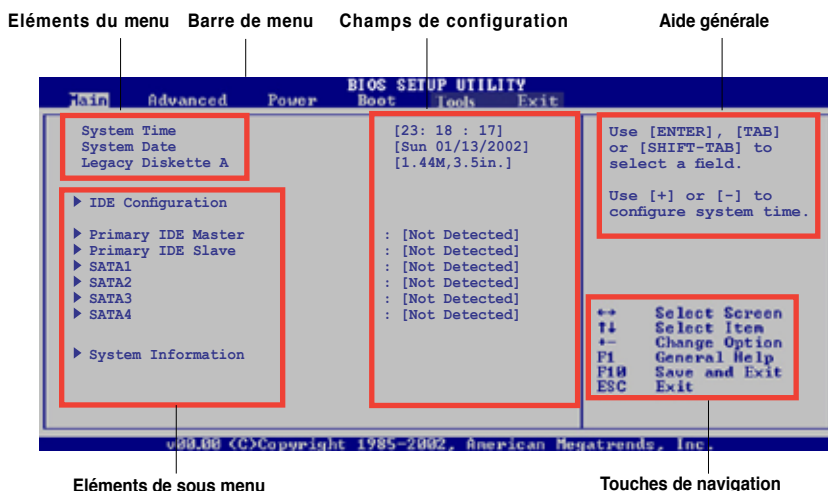 Eléments du menu Barre de menu Champs de configuration Aide générale
BIOS SETUP UTILITY
Main Advanced Power Boot Tools Exit
System Time [23: 18 : 17]
System Date [Sun 01/13/2002]
Legacy Diskette A [1.44M,3.5in.]
IDE Configuration
Primary IDE Master : [Not Detected]
Primary IDE Slave : [Not Detected]
SATA1 : [Not Detected]
SATA2 : [Not Detected]
SATA3 : [Not Detected]
SATA4 : [Not Detected]
System Information
Use [ENTER], [TAB]
or [SHIFT-TAB] to
select a field.
Use [+] or [-] to
configure system time.
↔ Select Screen
↑↓ Select Item
+- Change Option
F1 General Help
F10 Save and Exit
ESC Exit
v00.00 (C)Copyright 1985-2002, American Megatrends, Inc.
Eléments de sous menu Touches de navigation